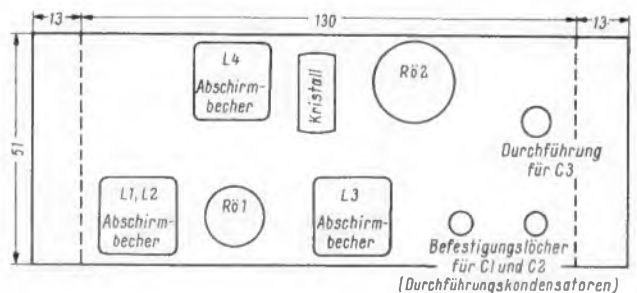 13
130
13
51
L4
Abschirm-
becher
Kristall
Rö2
Durchführung
für C3
L1, L2
Abschirm-
becher
Rö1
L3
Abschirm-
becher
Befestigungslöcher
für C1 und C2
(Durchführungskondensatoren)